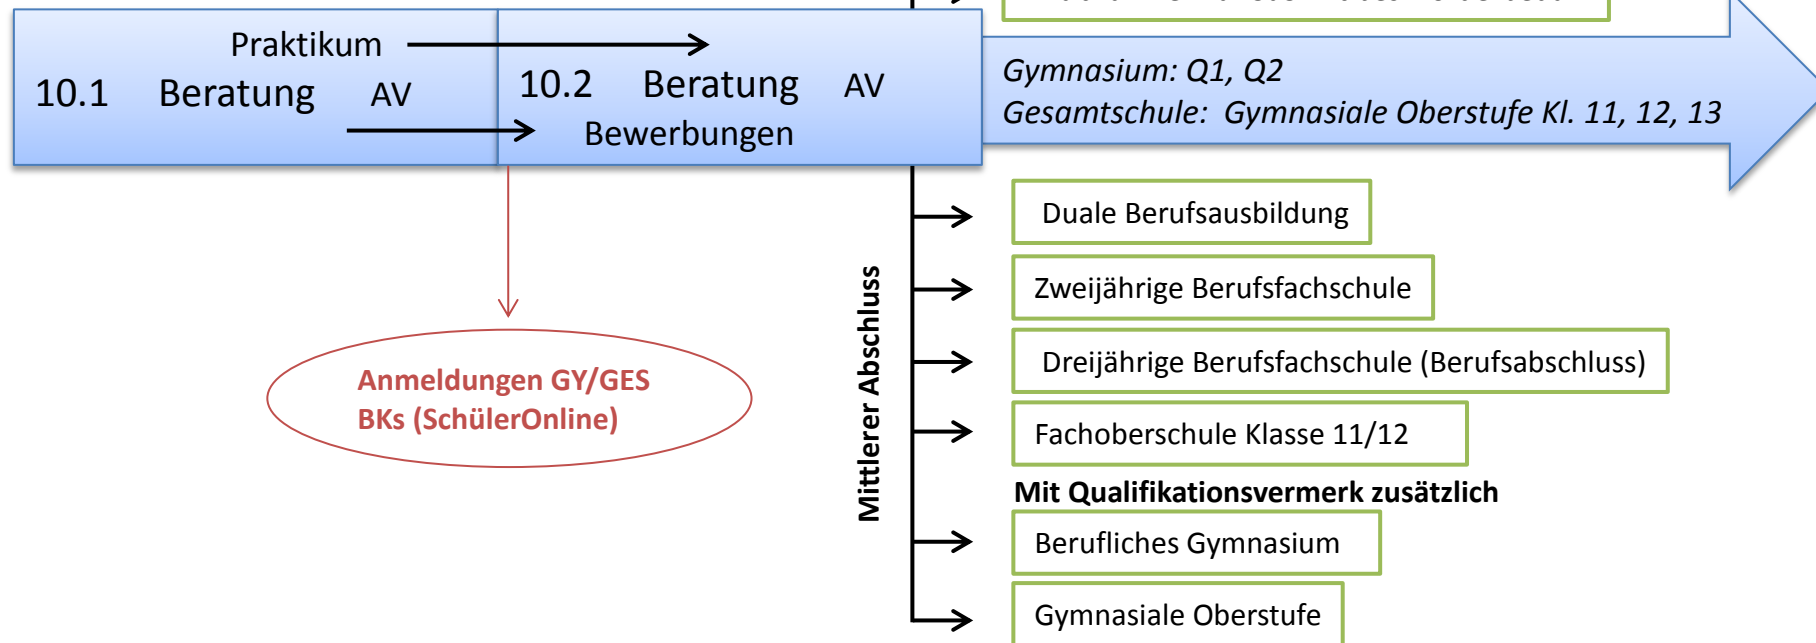 Praktikum
10.1 Beratung AV
10.2 Beratung AV
Bewerbungen
Gymnasium: Q1, Q2
Gesamtschule: Gymnasiale Oberstufe Kl. 11, 12, 13
Anmeldungen GY/GES
BKs (SchülerOnline)
Mittlerer Abschluss
Duale Berufsausbildung
Zweijährige Berufsfachschule
Dreijährige Berufsfachschule (Berufsabschluss)
Fachoberschule Klasse 11/12
Mit Qualifikationsvermerk zusätzlich
Berufliches Gymnasium
Gymnasiale Oberstufe